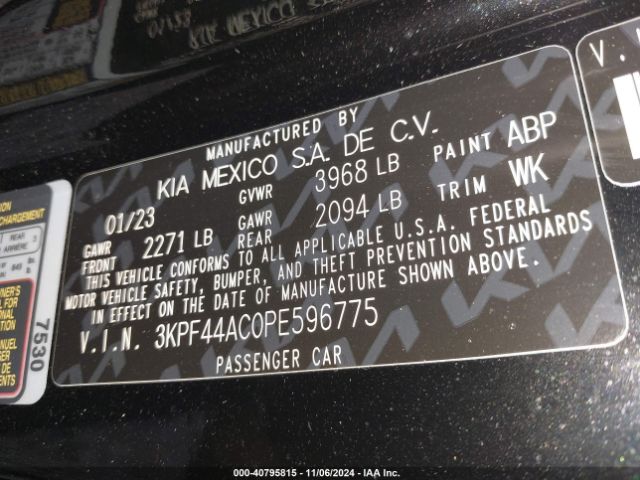 MANUFACTURED BY
KIA MEXICO S.A. DE C.V.
01/23 GVWR 3968 LB PAINT ABP
GAWR FRONT 2271 LB GAWR REAR 2094 LB TRIM WK
THIS VEHICLE CONFORMS TO ALL APPLICABLE U.S.A. FEDERAL
MOTOR VEHICLE SAFETY, BUMPER, AND THEFT PREVENTION STANDARDS
IN EFFECT ON THE DATE OF MANUFACTURE SHOWN ABOVE.
V.I.N. 3KPF44AC0PE596775
PASSENGER CAR
7530
REAR
ARRIÈRE
MANUEL
V.I.
000-40795815 - 11/06/2024 - IAA Inc.